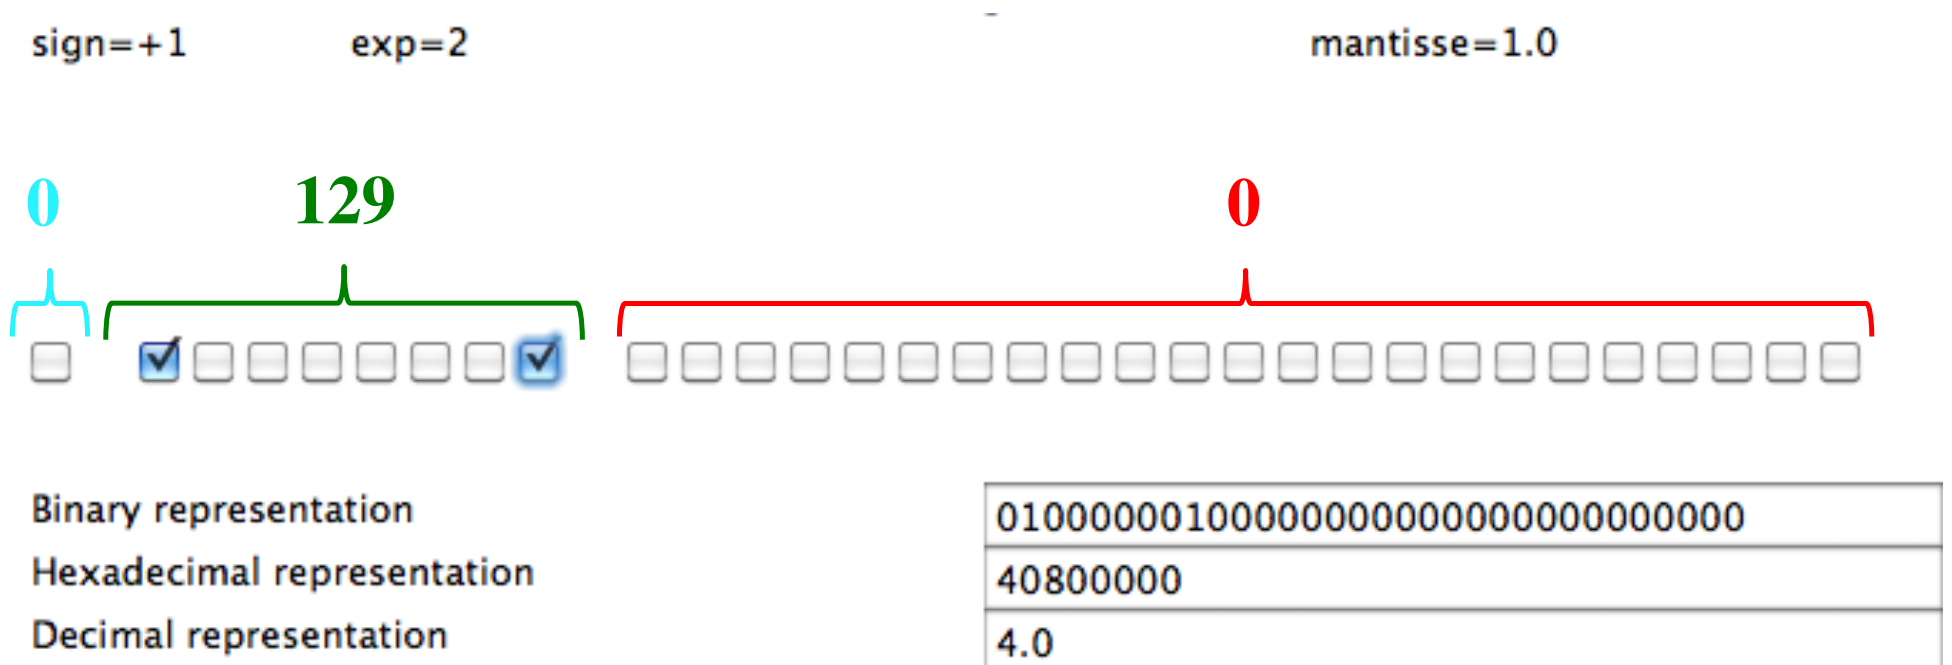 sign=+1 exp=2 mantisse=1.0
0 129 0
Binary representation 01000000100000000000000000000000
Hexadecimal representation 40800000
Decimal representation 4.0